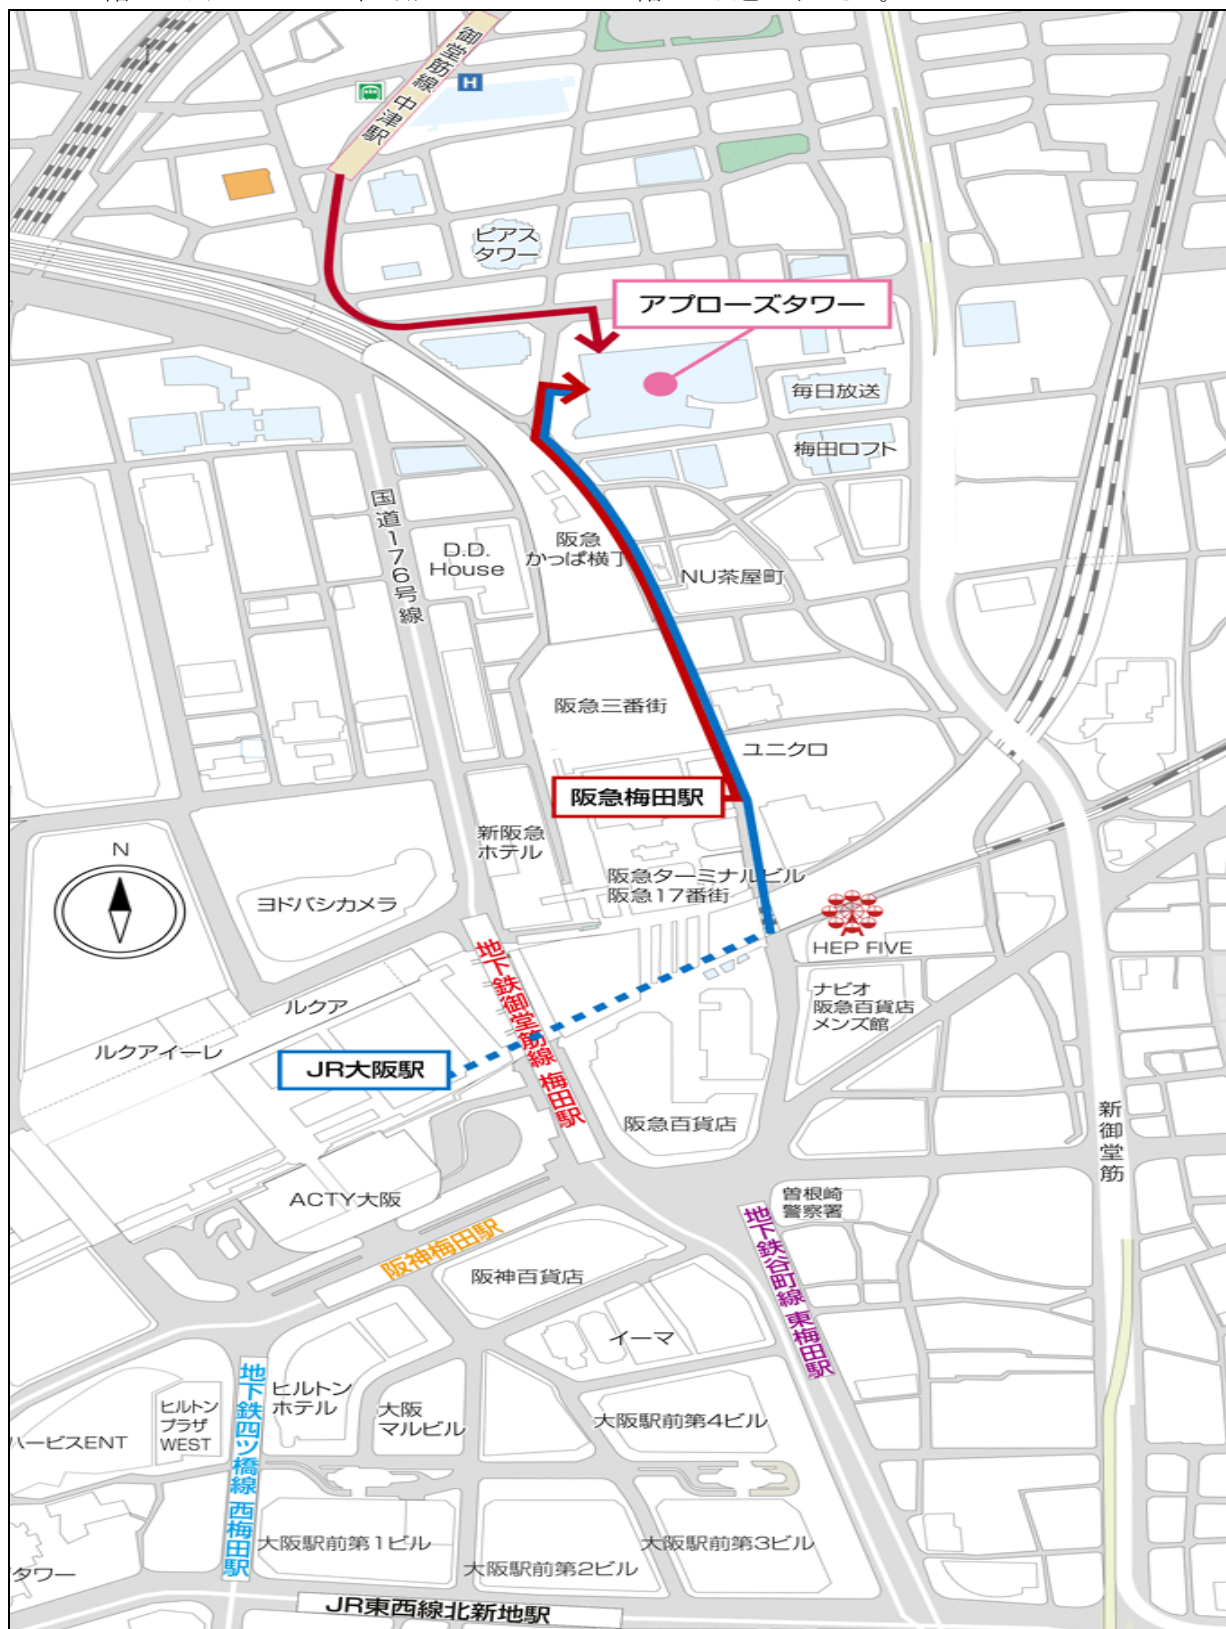 御堂筋線 中津駅
H
ピアス
タワー
アプローズタワー
毎日放送
梅田ロフト
国道176号線
D.D.
House
阪急
かっぱ横丁
NU茶屋町
阪急三番街
ユニクロ
阪急梅田駅
新阪急
ホテル
N
阪急ターミナルビル
阪急17番街
ヨドバシカメラ
HEP FIVE
地下鉄御堂筋線 梅田駅
ナビオ
阪急百貨店
メンズ館
ルクア
ルクアイーレ
JR大阪駅
阪急百貨店
新御堂筋
ACTY大阪
曽根崎
警察署
阪神梅田駅
地下鉄谷町線 東梅田駅
阪神百貨店
イーマ
地下鉄四ツ橋線 西梅田駅
ヒルトン
ホテル
ヒルトン
プラザ
WEST
大阪
マルビル
大阪駅前第4ビル
ハービスENT
大阪駅前第1ビル
大阪駅前第2ビル
大阪駅前第3ビル
タワー
JR東西線北新地駅